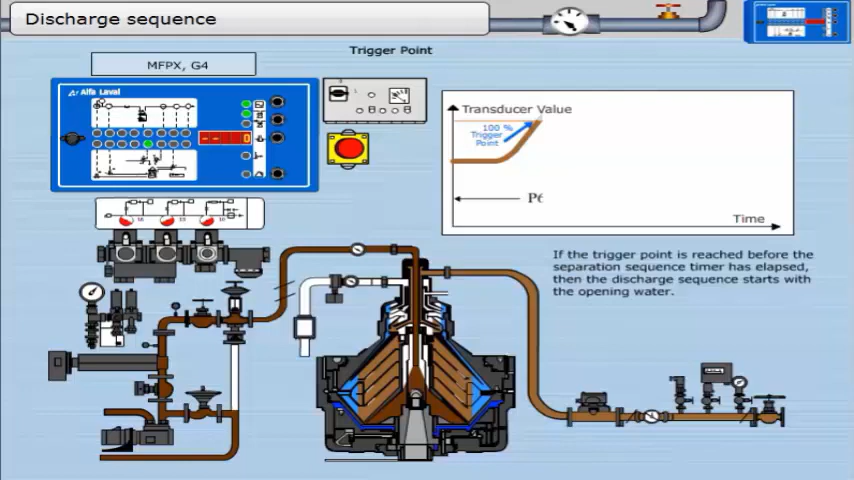 Discharge sequence
Trigger Point
MFPX, G4
Alfa Laval
Transducer Value
100 %
Trigger
Point
P6
Time
If the trigger point is reached before the
separation sequence timer has elapsed,
then the discharge sequence starts with
the opening water.